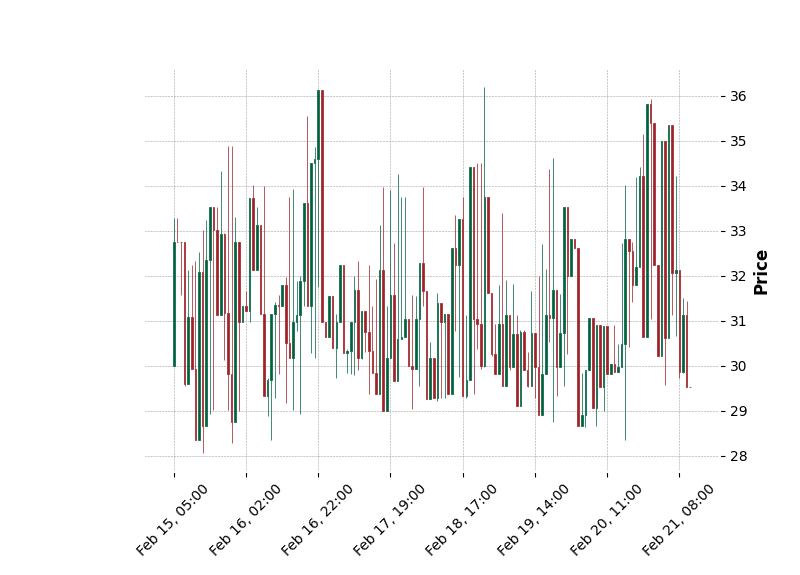 36
35
34
33
32
31
30
29
28
Price
Feb 15, 05:00
Feb 16, 02:00
Feb 16, 22:00
Feb 17, 19:00
Feb 18, 17:00
Feb 19, 14:00
Feb 20, 11:00
Feb 21, 08:00